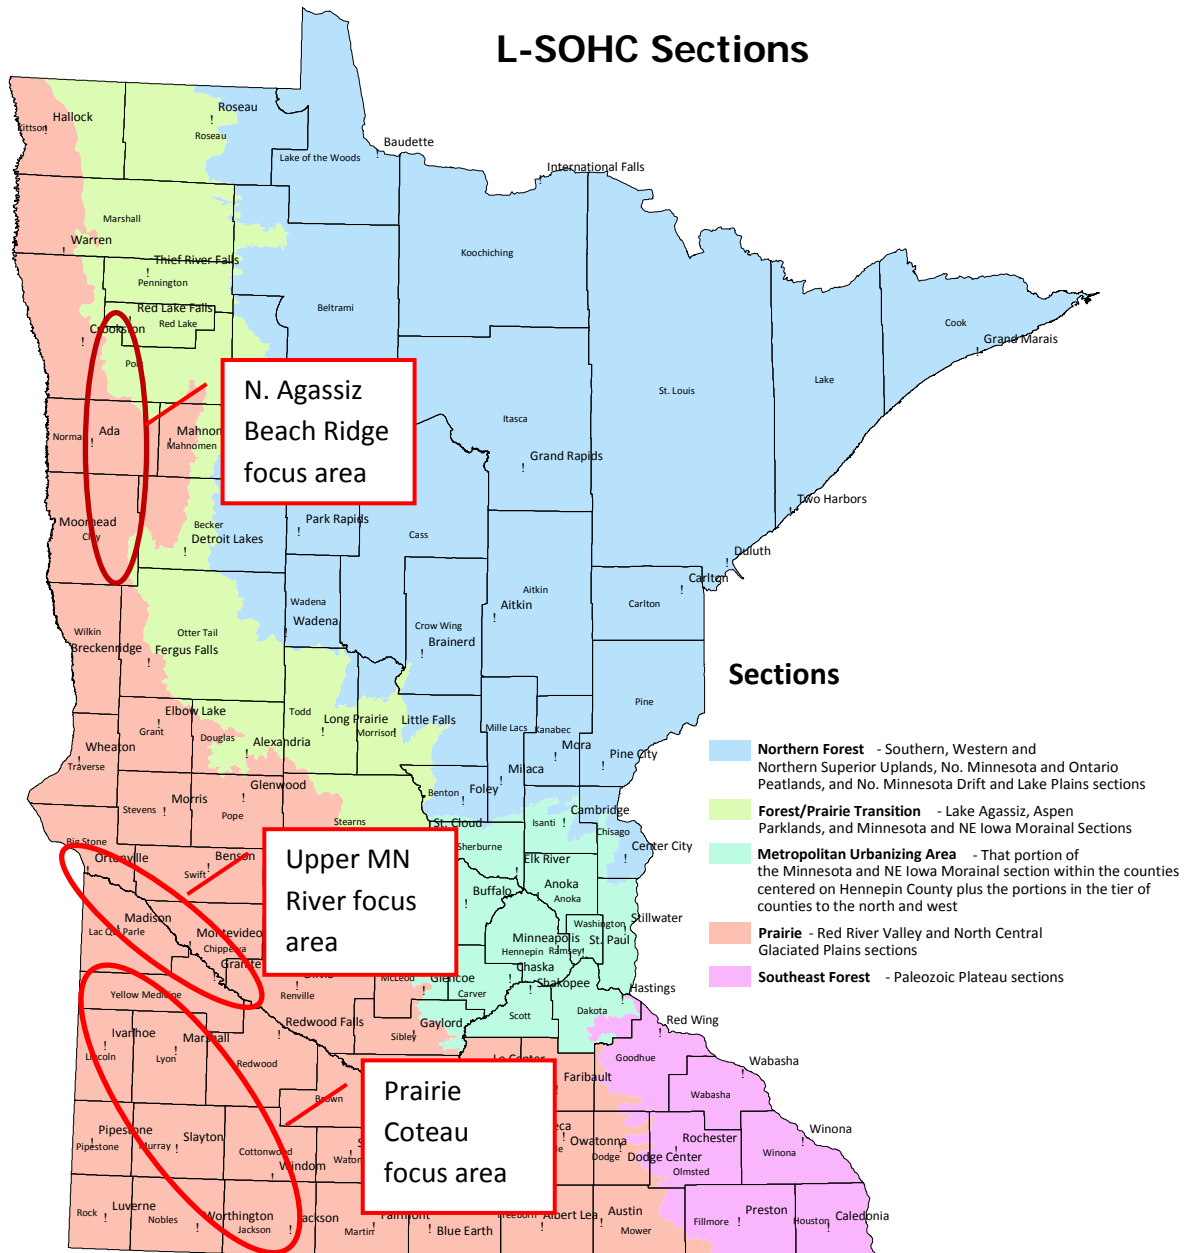 L-SOHC Sections
Hallock
Kittson
Roseau
Roseau
Lake of the Woods
Baudette
International Falls
Marshall
Warren
Thief River Falls
Pennington
Koochiching
Beltrami
Red Lake Falls
Red Lake
Crookston
Polk
Cook
Grand Marais
Lake
St. Louis
N. Agassiz
Beach Ridge
focus area
Norman
Ada
Mahnomen
Itasca
Grand Rapids
Two Harbors
Moorhead
Clay
Becker
Detroit Lakes
Park Rapids
Cass
Duluth
Carlton
Carlton
Aitkin
Aitkin
Wadena
Wadena
Crow Wing
Brainerd
Wilkin
Breckenridge
Otter Tail
Fergus Falls
Sections
Pine
Elbow Lake
Grant
Douglas
Alexandria
Todd
Long Prairie
Morrison
Little Falls
Mille Lacs
Kanabec
Mora
Pine City
Milaca
Wheaton
Traverse
Northern Forest - Southern, Western and
Northern Superior Uplands, No. Minnesota and Ontario
Peatlands, and No. Minnesota Drift and Lake Plains sections
Forest/Prairie Transition - Lake Agassiz, Aspen
Parklands, and Minnesota and NE Iowa Morainal Sections
Metropolitan Urbanizing Area - That portion of
the Minnesota and NE Iowa Morainal section within the counties
centered on Hennepin County plus the portions in the tier of
counties to the north and west
Prairie - Red River Valley and North Central
Glaciated Plains sections
Southeast Forest - Paleozoic Plateau sections
Stevens
Morris
Glenwood
Pope
Stearns
Benton
Foley
St. Cloud
Sherburne
Isanti
Cambridge
Chisago
Center City
Elk River
Big Stone
Ortonville
Benson
Swift
Upper MN
River focus
area
Buffalo
Anoka
Anoka
Washington
Stillwater
Minneapolis
Hennepin
Ramsey
St. Paul
Madison
Lac Qui Parle
Montevideo
Chippewa
Granite
Renville
McLeod
Glencoe
Carver
Chaska
Shakopee
Scott
Dakota
Hastings
Red Wing
Yellow Medicine
Ivanhoe
Lincoln
Marshall
Lyon
Redwood Falls
Redwood
Sibley
Gaylord
Le Center
Goodhue
Wabasha
Wabasha
Faribault
Prairie
Coteau
focus area
Brown
Pipestone
Pipestone
Slayton
Murray
Cottonwood
Windom
Owatonna
Dodge
Dodge Center
Rochester
Olmsted
Winona
Winona
Rock
Luverne
Nobles
Worthington
Jackson
Jackson
Martin
Fairmont
Blue Earth
Freeborn
Albert Lea
Austin
Mower
Preston
Fillmore
Houston
Caledonia